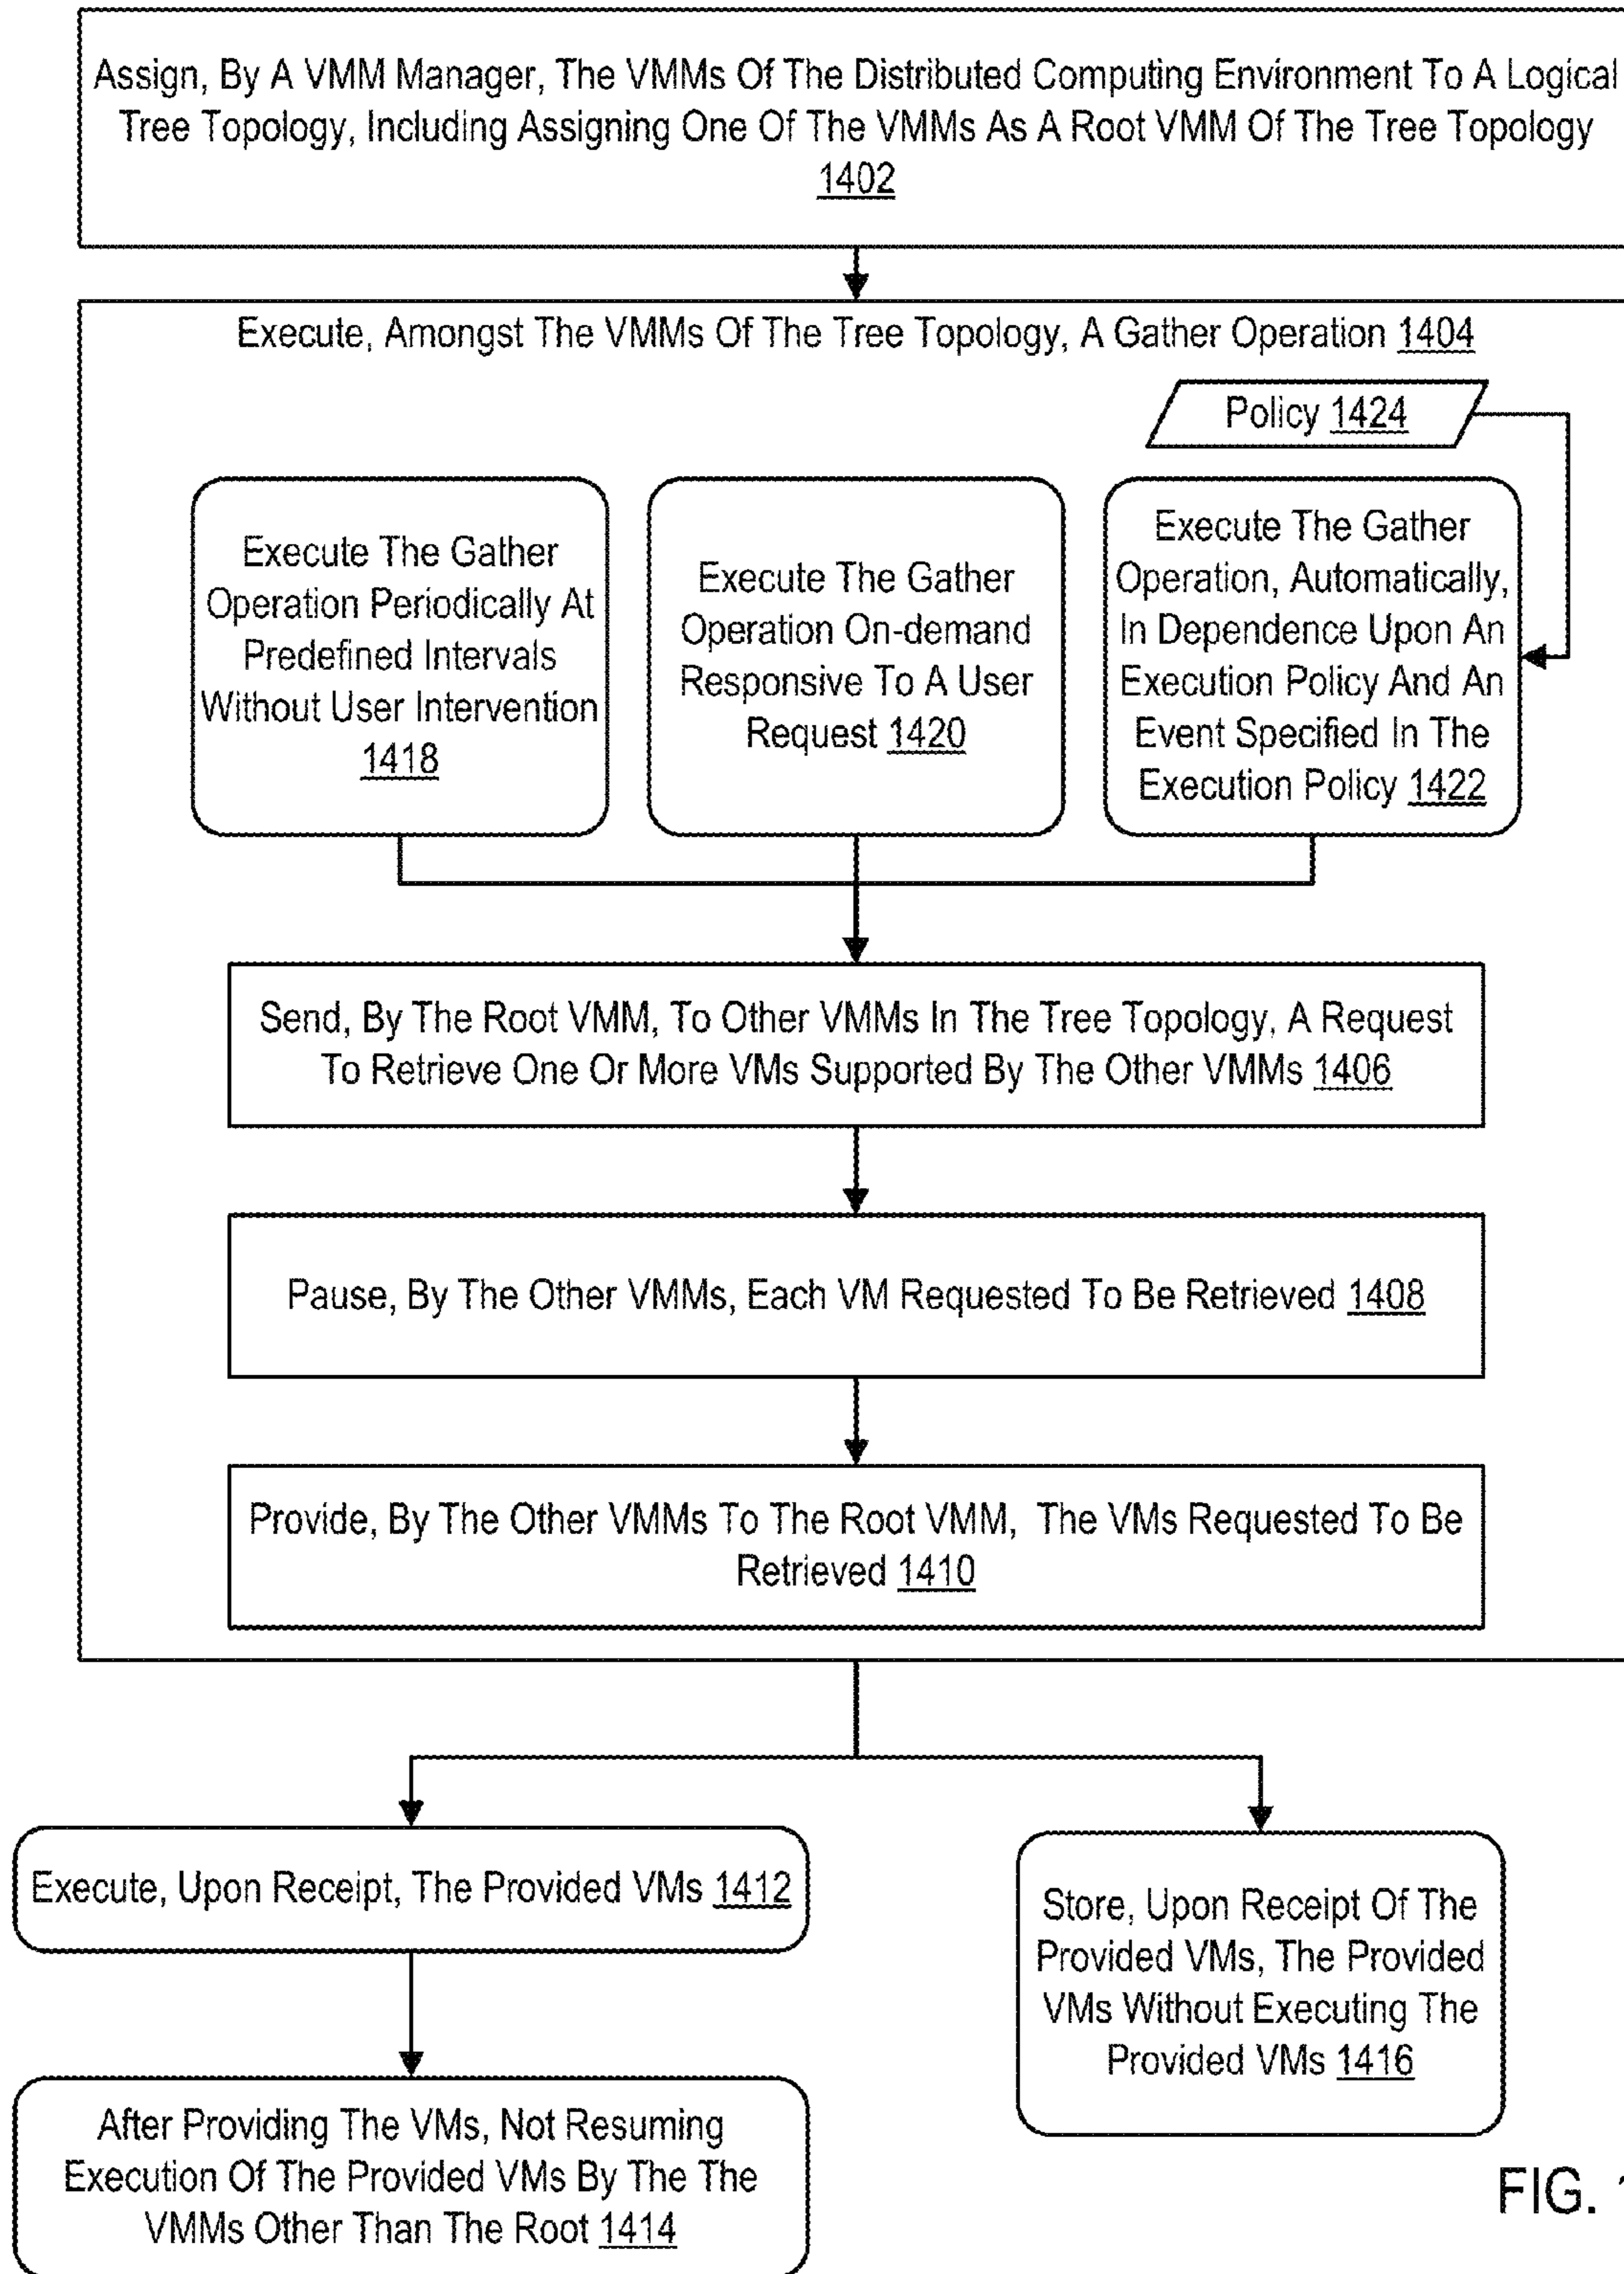 Assign, By A VMM Manager, The VMMs Of The Distributed Computing Environment To A Logical
Tree Topology, Including Assigning One Of The VMMs As A Root VMM Of The Tree Topology
1402
Execute, Amongst The VMMs Of The Tree Topology, A Gather Operation 1404
Policy 1424
Execute The Gather
Operation Periodically At
Predefined Intervals
Without User Intervention
1418
Execute The Gather
Operation On-demand
Responsive To A User
Request 1420
Execute The Gather
Operation, Automatically,
In Dependence Upon An
Execution Policy And An
Event Specified In The
Execution Policy 1422
Send, By The Root VMM, To Other VMMs In The Tree Topology, A Request
To Retrieve One Or More VMs Supported By The Other VMMs 1406
Pause, By The Other VMMs, Each VM Requested To Be Retrieved 1408
Provide, By The Other VMMs To The Root VMM, The VMs Requested To Be
Retrieved 1410
Execute, Upon Receipt, The Provided VMs 1412
After Providing The VMs, Not Resuming
Execution Of The Provided VMs By The The
VMMs Other Than The Root 1414
Store, Upon Receipt Of The
Provided VMs, The Provided
VMs Without Executing The
Provided VMs 1416
FIG.